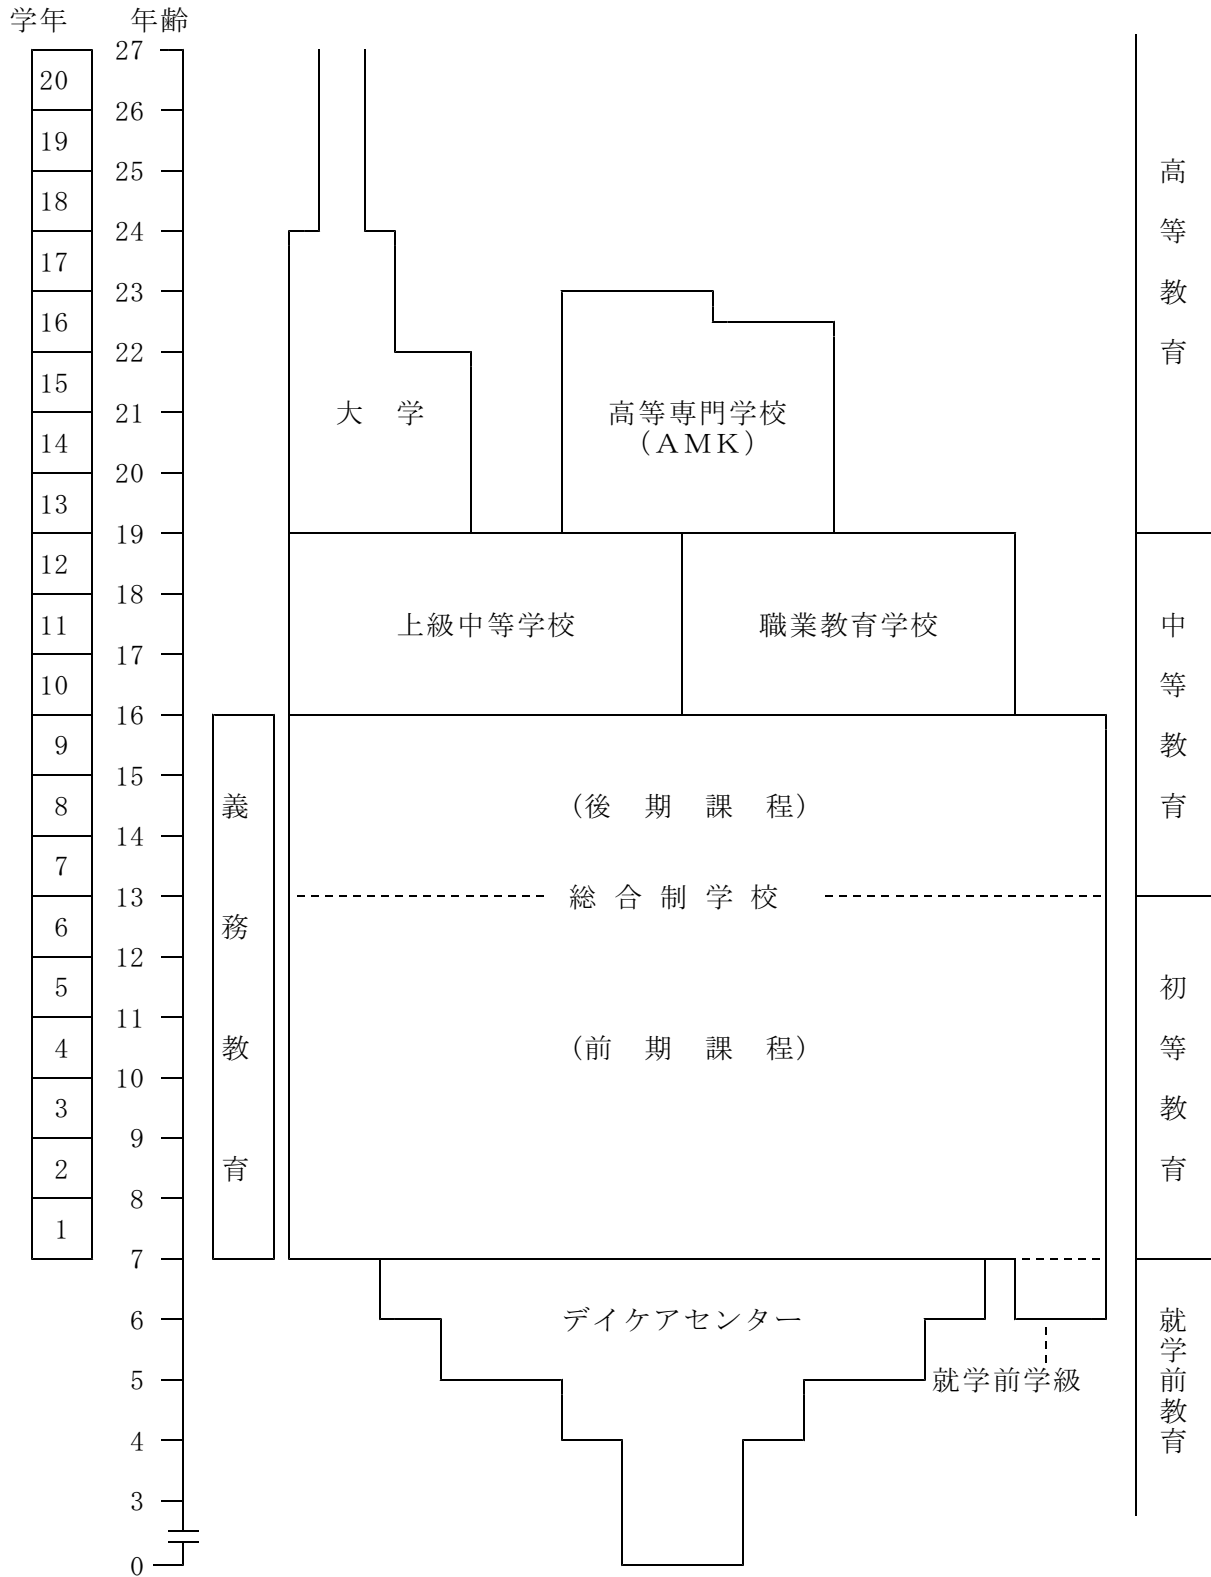 学年
年齢
27
20
26
19
25
18
24
17
23
16
22
15
21
14
20
13
19
12
18
11
17
10
16
9
15
8
14
7
13
6
12
5
11
4
10
3
9
2
8
1
7
6
5
4
3
0
大 学
高等専門学校
(AMK)
上級中等学校
職業教育学校
義務教育
(後 期 課 程)
総 合 制 学 校
(前 期 課 程)
デイケアセンター
就学前学級
高等教育
中等教育
初等教育
就学前教育